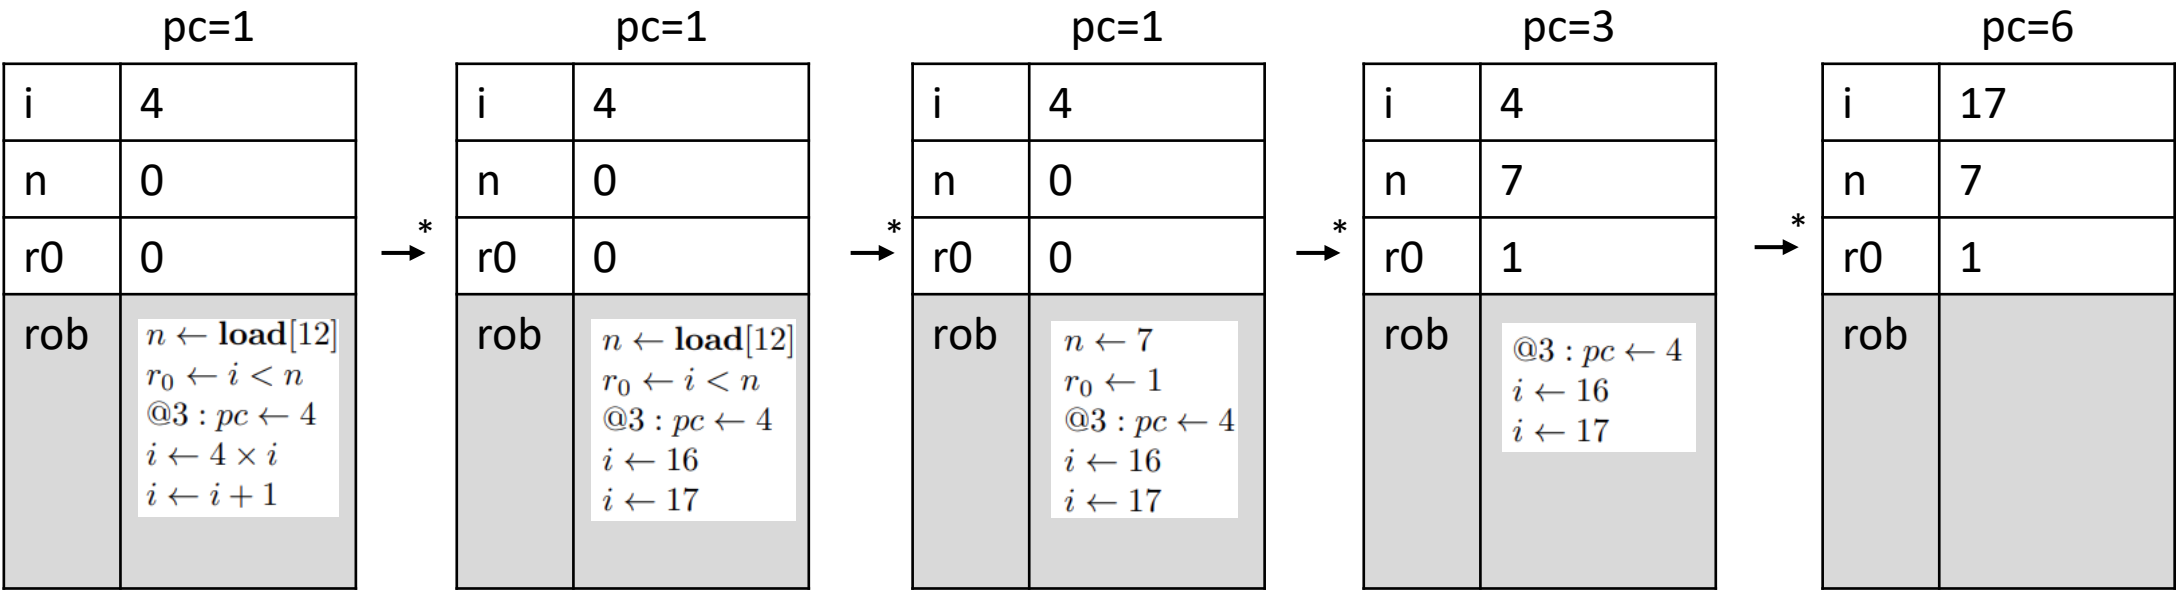 pc=1
i 4
n 0
r0 0
rob
n ← load[12]
r₀ ← i < n
@3 : pc ← 4
i ← 4 × i
i ← i + 1
→*
pc=1
i 4
n 0
r0 0
rob
n ← load[12]
r₀ ← i < n
@3 : pc ← 4
i ← 16
i ← 17
→*
pc=1
i 4
n 0
r0 0
rob
n ← 7
r₀ ← 1
@3 : pc ← 4
i ← 16
i ← 17
→*
pc=3
i 4
n 7
r0 1
rob
@3 : pc ← 4
i ← 16
i ← 17
→*
pc=6
i 17
n 7
r0 1
rob